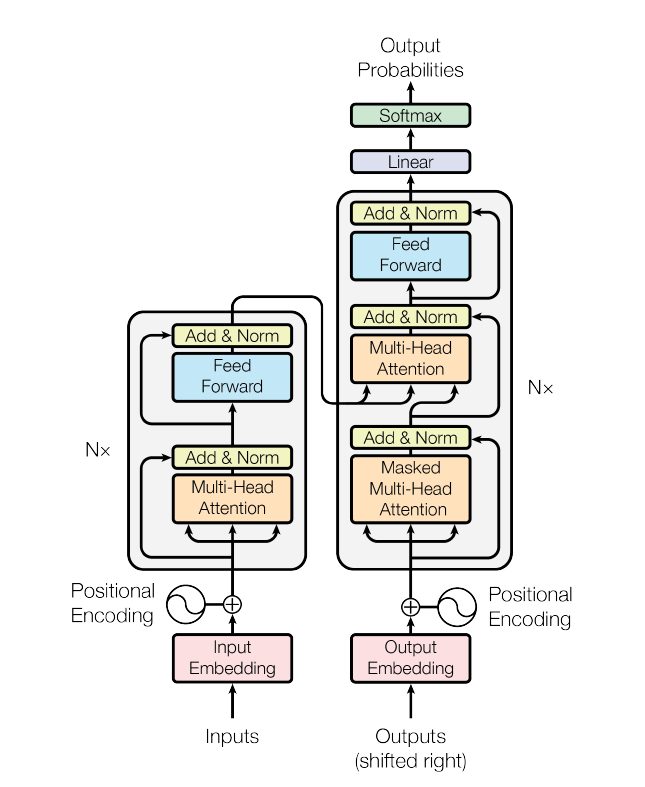 Output
Probabilities
Softmax
Linear
Add & Norm
Feed
Forward
Add & Norm
Multi-Head
Attention
Add & Norm
Masked
Multi-Head
Attention
N×
Add & Norm
Feed
Forward
Add & Norm
Multi-Head
Attention
N×
Positional
Encoding
Positional
Encoding
Input
Embedding
Output
Embedding
Inputs
Outputs
(shifted right)